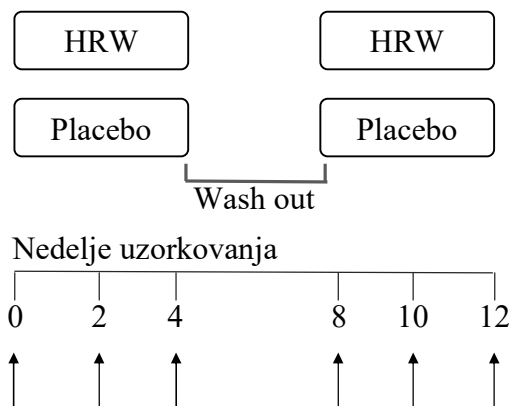 HRW HRW
Placebo Placebo
Wash out
Nedelje uzorkovanja
0 2 4 8 10 12